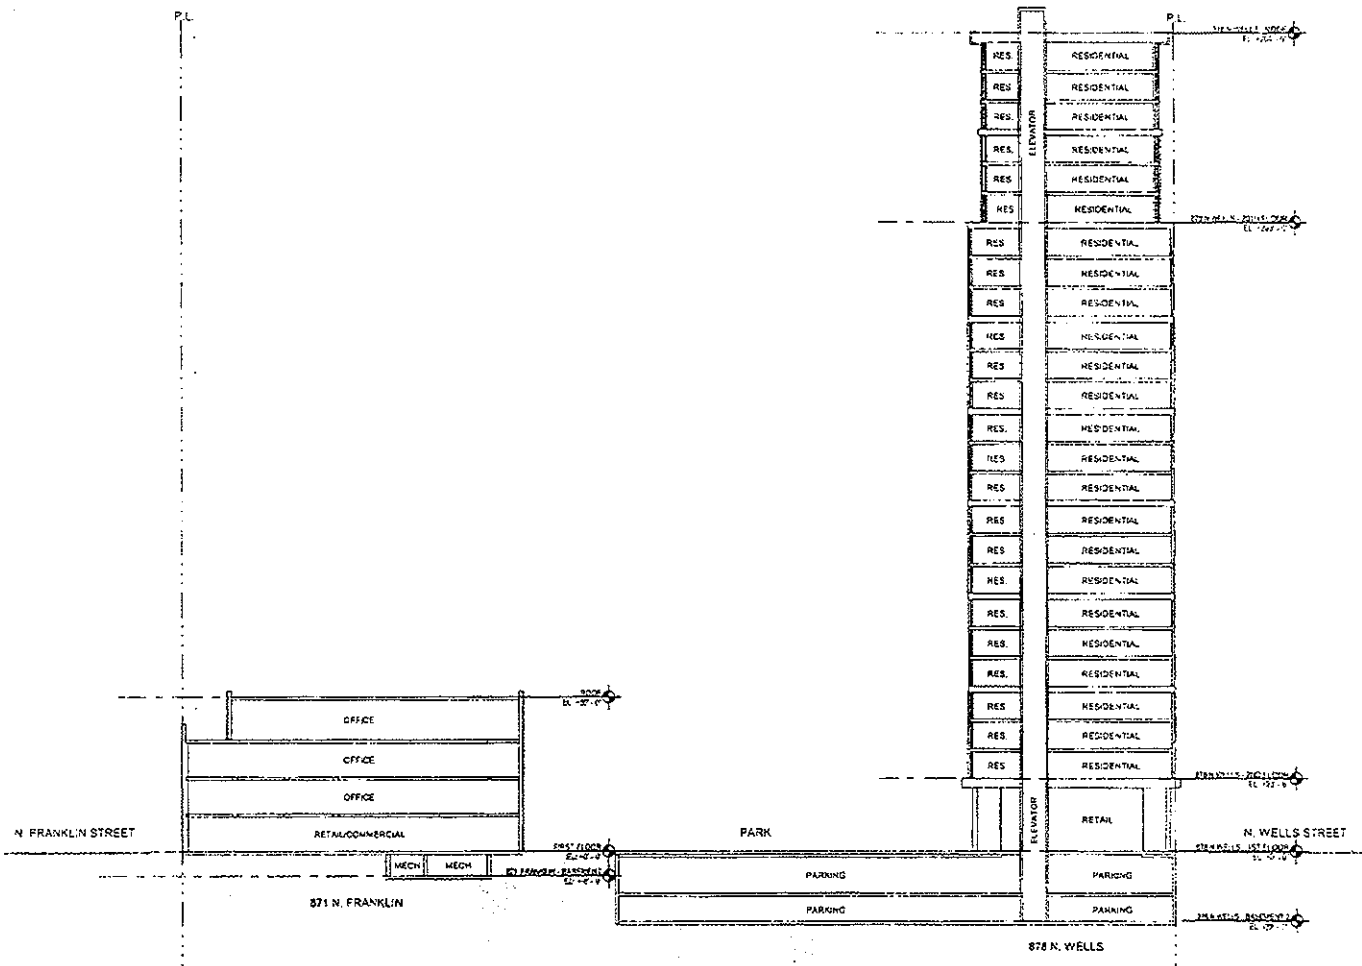 P.L.
P.L.
RES. RESIDENTIAL
RES RESIDENTIAL
RES. RESIDENTIAL
RES. RESIDENTIAL
RES RESIDENTIAL
RES RESIDENTIAL
ELEVATOR
RES RESIDENTIAL
RES RESIDENTIAL
RES RESIDENTIAL
RES RESIDENTIAL
RES RESIDENTIAL
RES RESIDENTIAL
RES. RESIDENTIAL
RES RESIDENTIAL
RES RESIDENTIAL
RES RESIDENTIAL
RES RESIDENTIAL
RES. RESIDENTIAL
RES. RESIDENTIAL
RES. RESIDENTIAL
RES. RESIDENTIAL
RES RESIDENTIAL
RES. RESIDENTIAL
RES RESIDENTIAL
ROOF
OFFICE
OFFICE
OFFICE
RETAIL/COMMERCIAL
ELEVATOR
RETAIL
N. FRANKLIN STREET
PARK
N. WELLS STREET
FIRST FLOOR
MECH MECH
PARKING PARKING
PARKING PARKING
871 N. FRANKLIN
878 N. WELLS